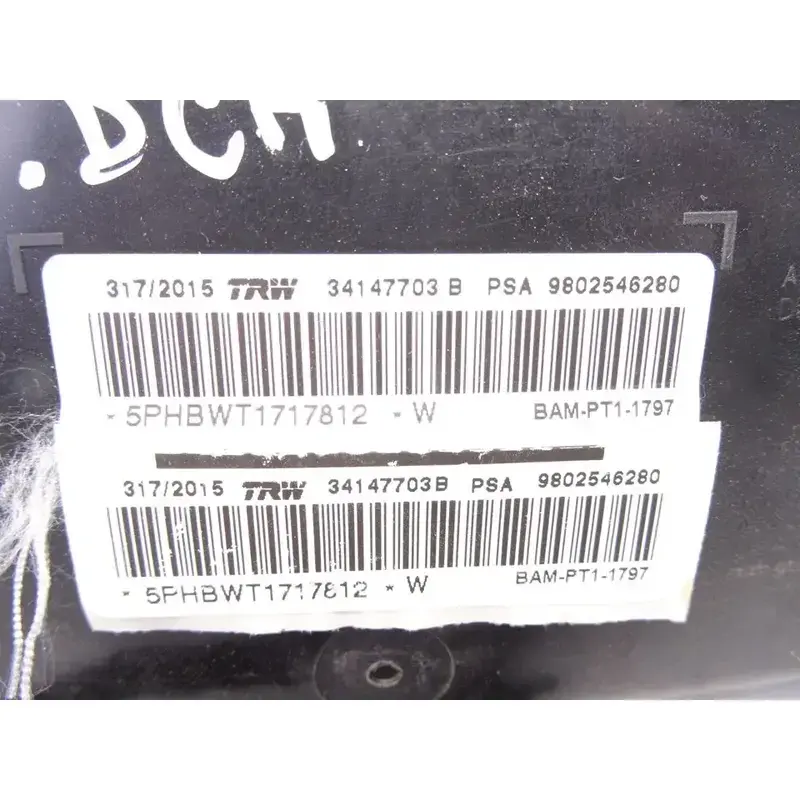 .DCH.
317/2015 TRW 34147703 B PSA 9802546280
* 5PHBWT1717812 * W BAM-PT1-1797
317/2015 TRW 34147703B PSA 9802546280
* 5PHBWT1717812 * W BAM-PT1-1797